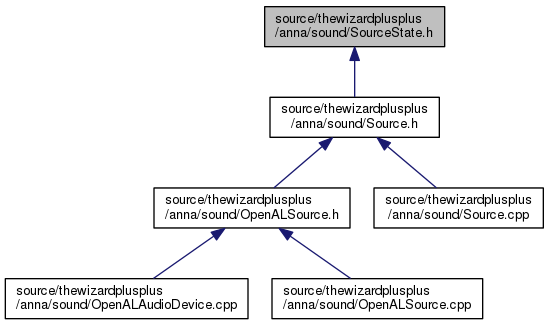 source/thewizardplusplus
/anna/sound/SourceState.h
source/thewizardplusplus
/anna/sound/Source.h
source/thewizardplusplus
/anna/sound/OpenALSource.h
source/thewizardplusplus
/anna/sound/Source.cpp
source/thewizardplusplus
/anna/sound/OpenALAudioDevice.cpp
source/thewizardplusplus
/anna/sound/OpenALSource.cpp